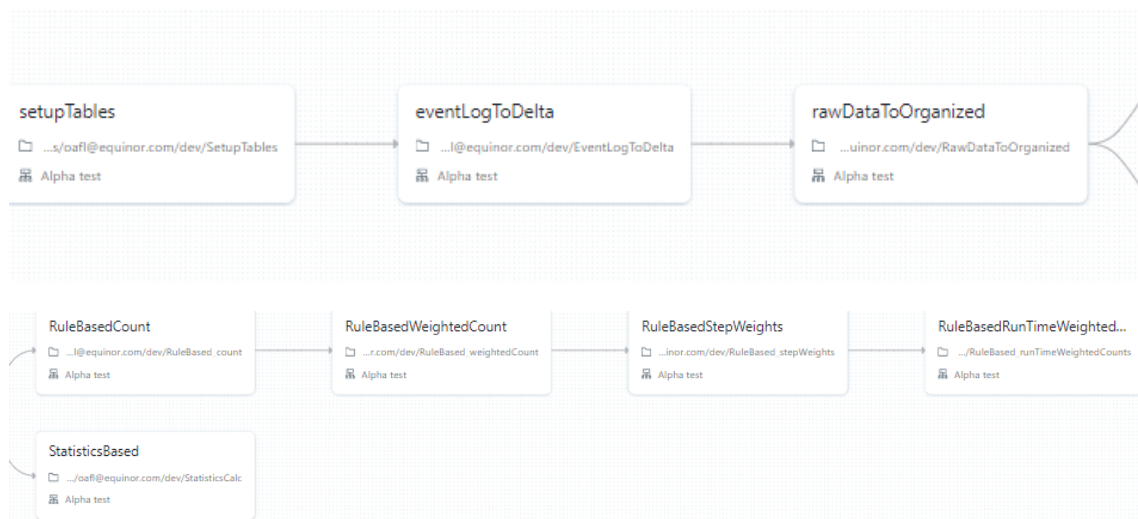 setupTables
...s/oafl@equinor.com/dev/SetupTables
Alpha test
eventLogToDelta
...l@equinor.com/dev/EventLogToDelta
Alpha test
rawDataToOrganized
...uinor.com/dev/RawDataToOrganized
Alpha test
RuleBasedCount
...l@equinor.com/dev/RuleBased_count
Alpha test
RuleBasedWeightedCount
...r.com/dev/RuleBased_weightedCount
Alpha test
RuleBasedStepWeights
...inor.com/dev/RuleBased_stepWeights
Alpha test
RuleBasedRunTimeWeighted...
.../RuleBased_runTimeWeightedCounts
Alpha test
StatisticsBased
.../oafl@equinor.com/dev/StatisticsCalc
Alpha test